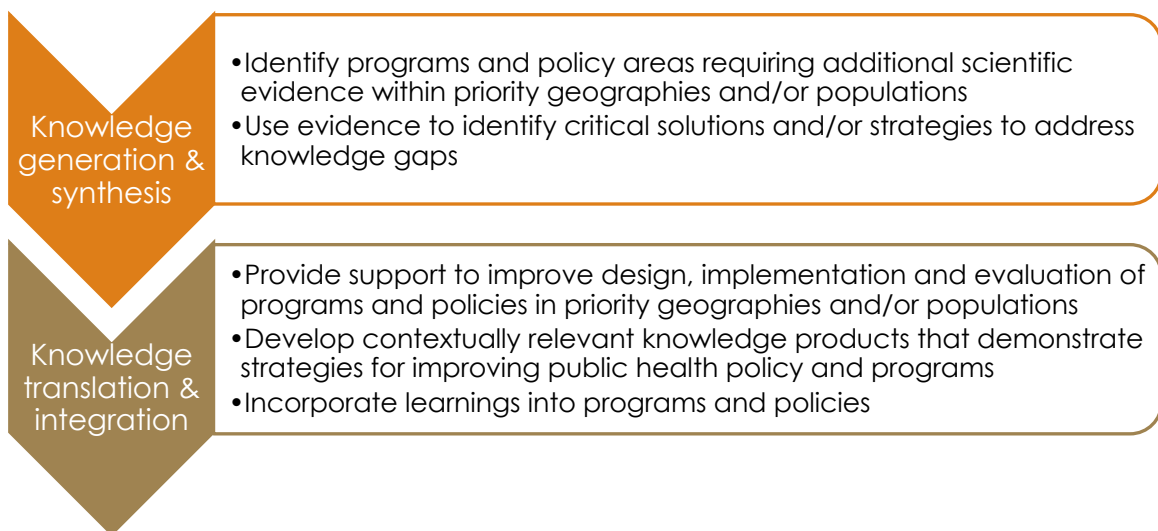 Knowledge
generation &
synthesis
•Identify programs and policy areas requiring additional scientific
evidence within priority geographies and/or populations
•Use evidence to identify critical solutions and/or strategies to address
knowledge gaps
Knowledge
translation &
integration
•Provide support to improve design, implementation and evaluation of
programs and policies in priority geographies and/or populations
•Develop contextually relevant knowledge products that demonstrate
strategies for improving public health policy and programs
•Incorporate learnings into programs and policies